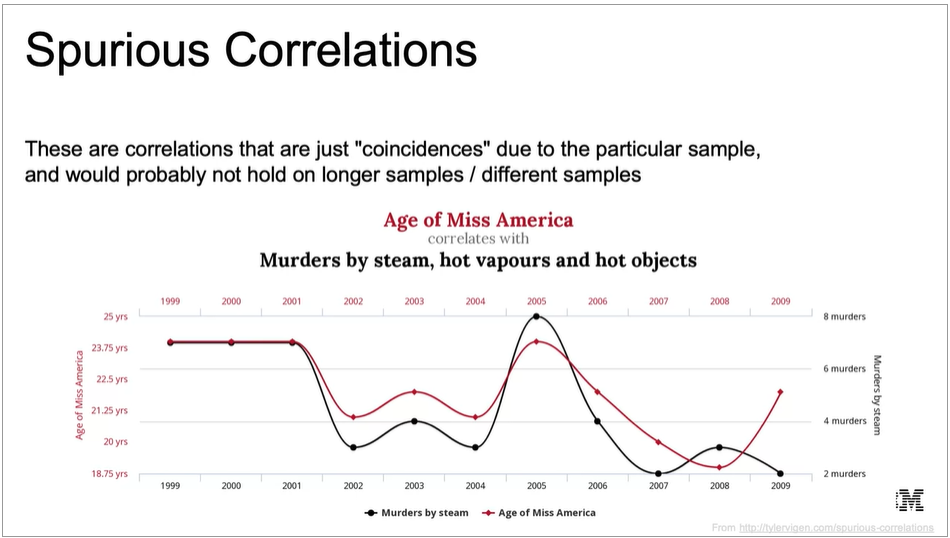 Spurious Correlations
These are correlations that are just "coincidences" due to the particular sample,
and would probably not hold on longer samples / different samples
Age of Miss America
correlates with
Murders by steam, hot vapours and hot objects
1999 2000 2001 2002 2003 2004 2005 2006 2007 2008 2009
25 yrs
23.75 yrs
22.5 yrs
21.25 yrs
20 yrs
18.75 yrs
Age of Miss America
8 murders
6 murders
4 murders
2 murders
Murders by steam
1999 2000 2001 2002 2003 2004 2005 2006 2007 2008 2009
Murders by steam Age of Miss America
From http://tylervigen.com/spurious-correlations